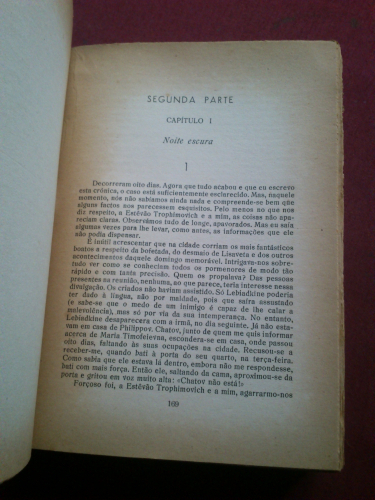 SEGUNDA PARTE
CAPÍTULO I
Noite escura
1
Decorreram oito dias. Agora que tudo acabou e que eu escrevo
esta crónica, o caso está suficientemente esclarecido. Mas, naquele
momento, nós não sabíamos ainda nada e compreende-se bem que
alguns factos nos parecessem esquisitos. Pelo menos no que nos
diz respeito, a Estêvão Trophimovich e a mim, as coisas não apa-
reciam claras. Observámos tudo de longe, apavorados. Mas eu saía
algumas vezes para lhe levar, como antes, as informações de que ele
não podia dispensar.
É inútil acrescentar que na cidade corriam os mais fantásticos
boatos a respeito da bofetada, do desmaio de Lisaveta e dos outros
acontecimentos daquele domingo memorável. Intrigava-nos sobre-
tudo ver como se conheciam todos os pormenores de modo tão
rápido e com tanta precisão. Quem os propalava? Das pessoas
presentes na reunião, nenhuma, ao que parece, teria interesse nessa
divulgação. Os criados não haviam assistido. Só Lebiadkine poderia
ter dado à língua, não por maldade, pois que saíra assustado
(e sabe-se que o medo de um inimigo é capaz de lhe calar a
malevolência), mas só por via da sua intemperança. No entanto,
Lebiadkine desaparecera com a irmã, no dia seguinte. Já não esta-
vam em casa de Philippov. Chatov, junto de quem me quis informar
acerca de Maria Timofeievna, escondera-se em casa, onde passou
oito dias, faltando às suas ocupações na cidade. Recusou-se a
receber-me, quando bati à porta do seu quarto, na terça-feira.
Como sabia que ele estava lá dentro, embora não me respondesse,
bati com mais força. Então ele, saltando da cama, aproximou-se da
porta e gritou em voz muito alta: «Chatov não está!»
Forçoso foi, a Estêvão Trophimovich e a mim, agarrarmo-nos
169